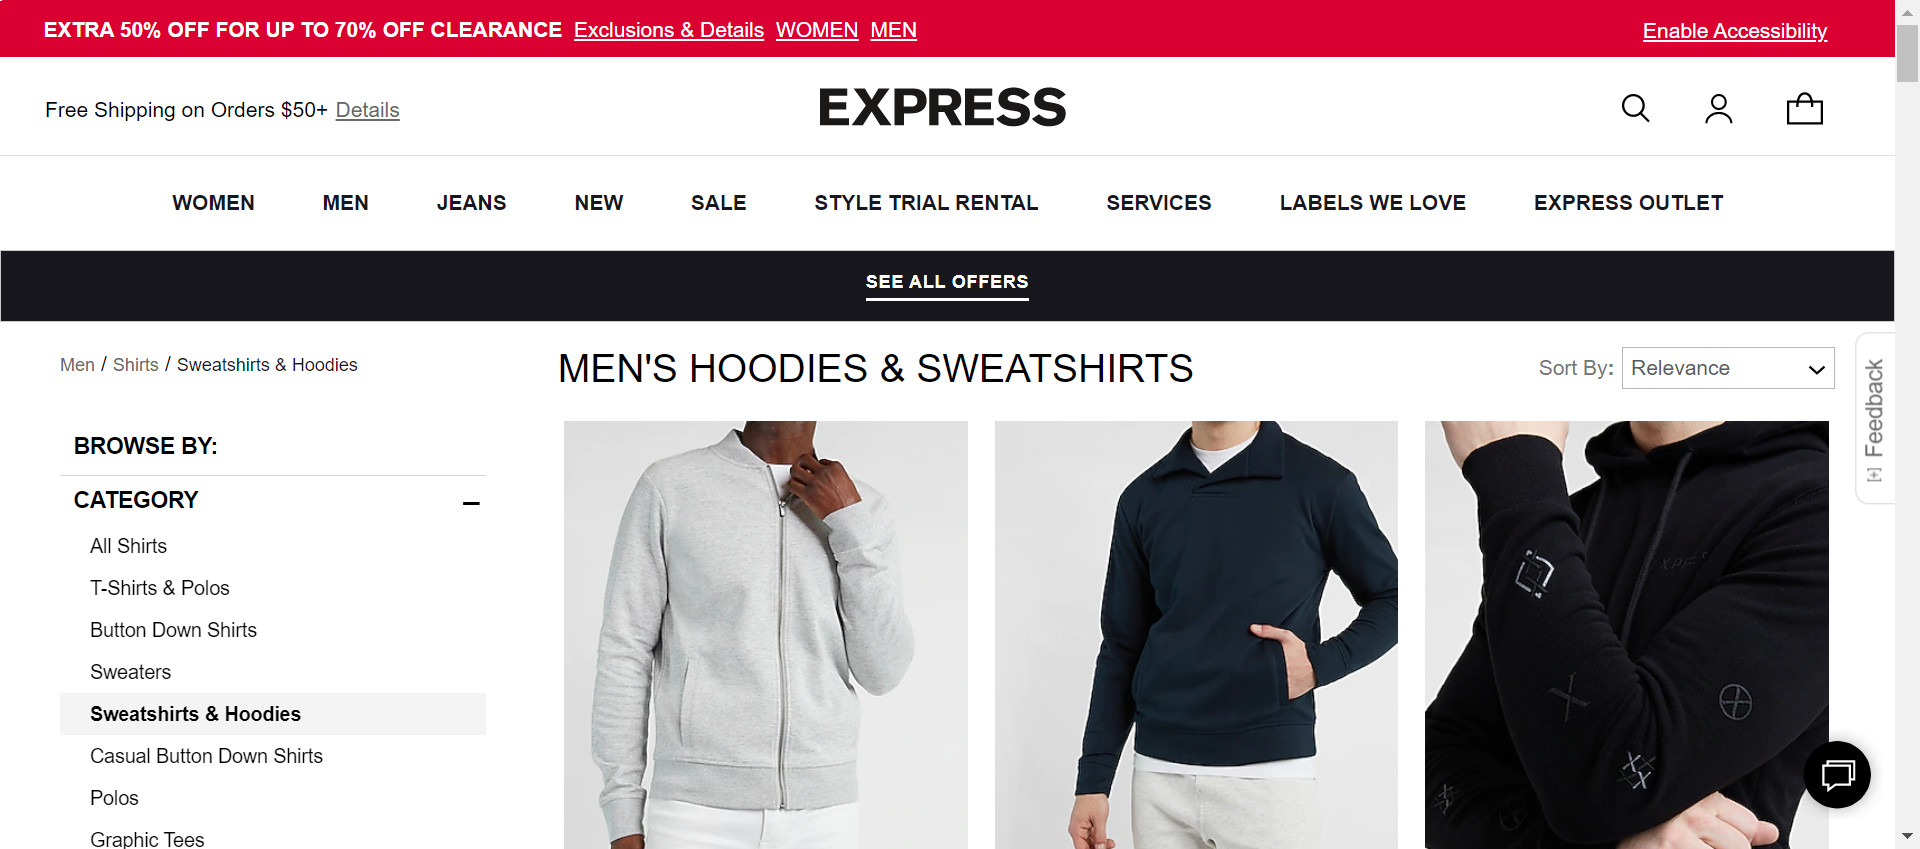 EXTRA 50% OFF FOR UP TO 70% OFF CLEARANCE Exclusions & Details WOMEN MEN Enable Accessibility
Free Shipping on Orders $50+ Details
EXPRESS
WOMEN MEN JEANS NEW SALE STYLE TRIAL RENTAL SERVICES LABELS WE LOVE EXPRESS OUTLET
SEE ALL OFFERS
Men / Shirts / Sweatshirts & Hoodies
MEN'S HOODIES & SWEATSHIRTS
Sort By: Relevance
[+] Feedback
BROWSE BY:
CATEGORY
All Shirts
T-Shirts & Polos
Button Down Shirts
Sweaters
Sweatshirts & Hoodies
Casual Button Down Shirts
Polos
Graphic Tees